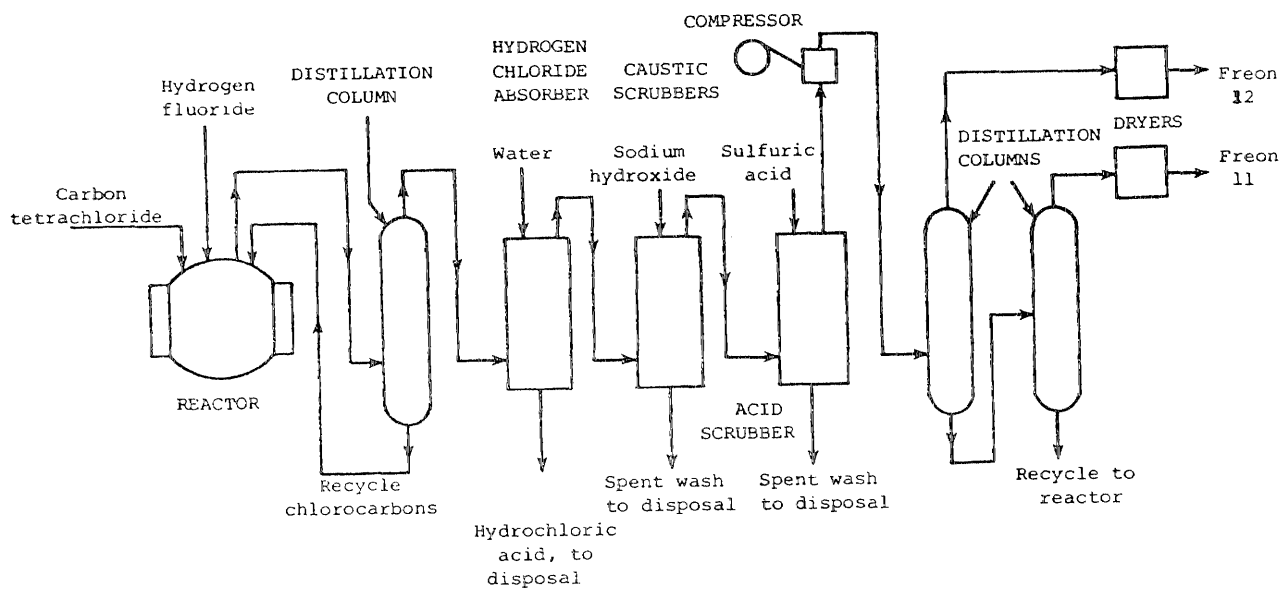 COMPRESSOR
HYDROGEN
CHLORIDE
ABSORBER
CAUSTIC
SCRUBBERS
DISTILLATION
COLUMN
Hydrogen
fluoride
Carbon
tetrachloride
Water
Sodium
hydroxide
Sulfuric
acid
DISTILLATION
COLUMNS
DRYERS
Freon
12
Freon
11
REACTOR
ACID
SCRUBBER
Recycle
chlorocarbons
Hydrochloric
acid, to
disposal
Spent wash
to disposal
Spent wash
to disposal
Recycle to
reactor